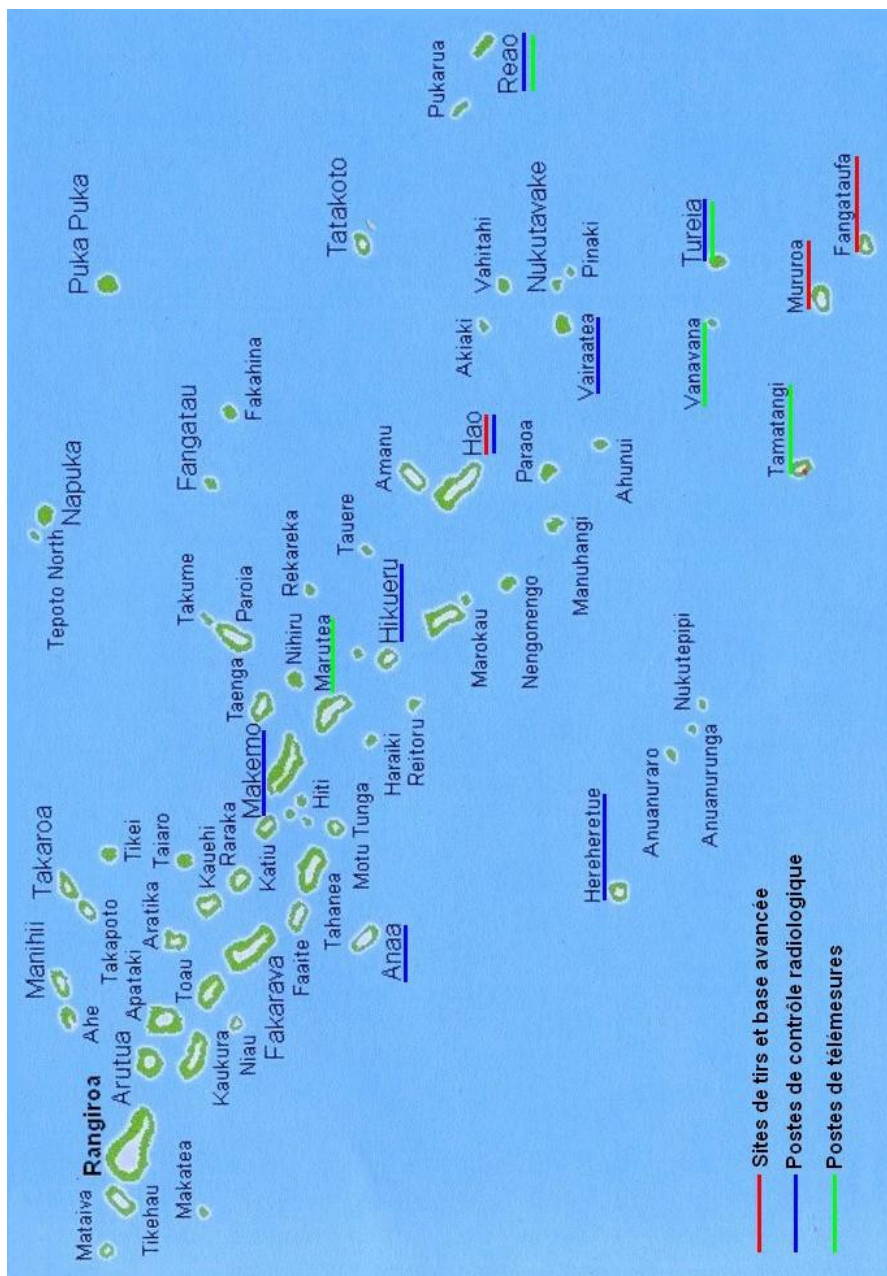 Mataiva
Tikehau
Rangiroa
Makatea
Arutua
Kaukura
Niau
Ahe
Manihii
Apataki
Toau
Aratika
Takapoto
Takaroa
Tikei
Taiaro
Kauehi
Raraka
Fakarava
Faaite
Tahanea
Anaa
Katiu
Motu Tunga
Hiti
Makemo
Taenga
Nihiru
Marutea
Haraiki
Reitoru
Hikueru
Takume
Paroia
Rekareka
Tauere
Tepoto North
Napuka
Fangatau
Fakahina
Puka Puka
Amanu
Hao
Marokau
Nengonengo
Manuhangi
Paraoa
Ahunui
Akiaki
Vahitahi
Nukutavake
Pinaki
Vairaatea
Tatakoto
Pukarua
Reao
Hereheretue
Anuanuraro
Anuanurunga
Nukutepipi
Tureia
Vanavana
Tamatangi
Mururoa
Fangataufa
Sites de tirs et base avancée
Postes de contrôle radiologique
Postes de télémesures